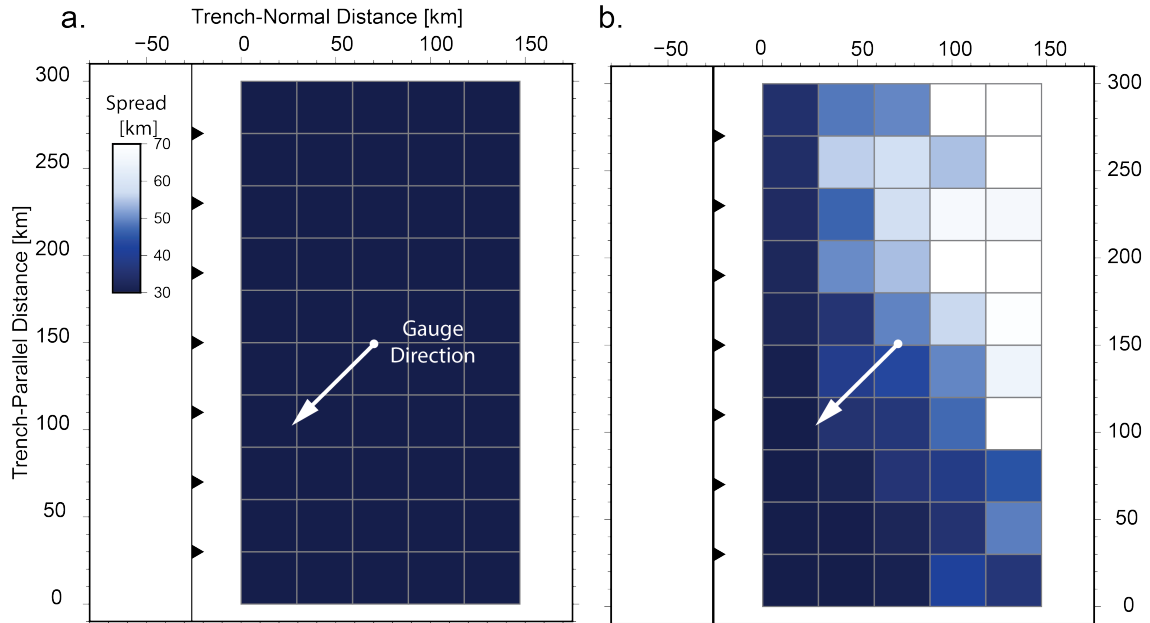 a.
Trench-Normal Distance [km]
−50 0 50 100 150
Trench-Parallel Distance [km]
300
250
200
150
100
50
0
Spread
[km]
70
60
50
40
30
Gauge
Direction
b.
−50 0 50 100 150
300
250
200
150
100
50
0